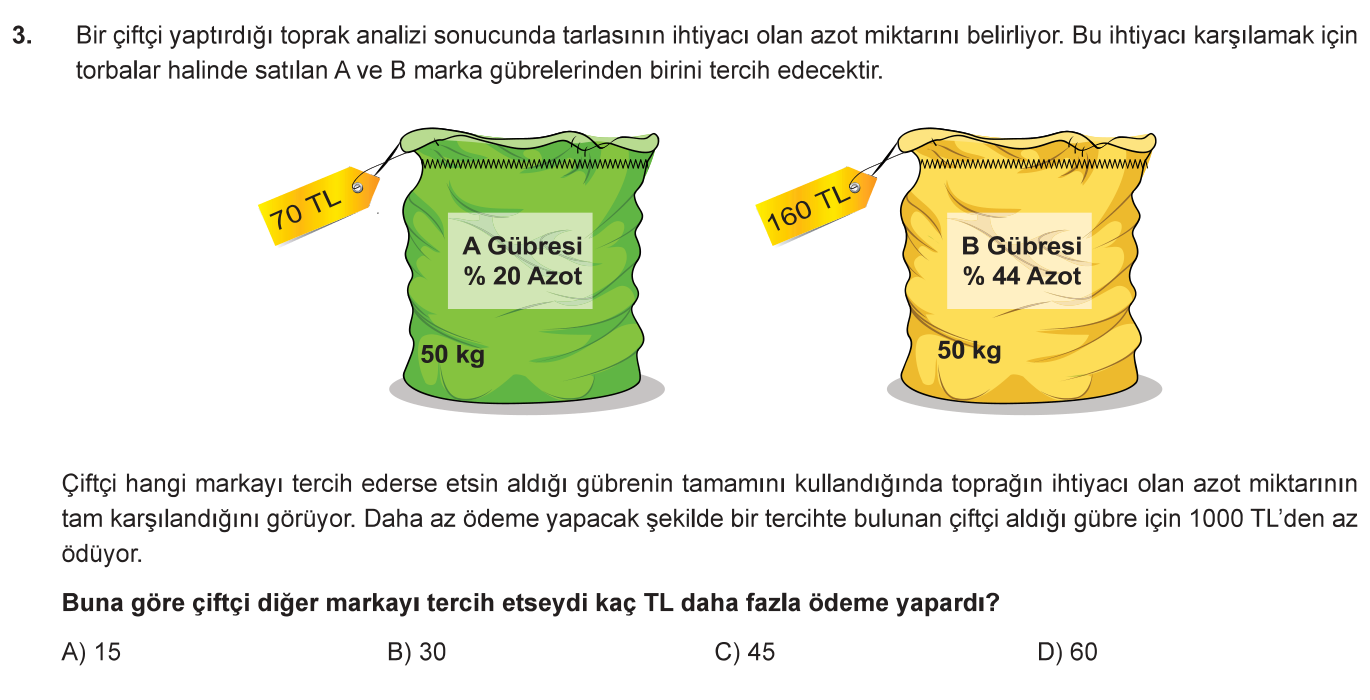 3. Bir çiftçi yaptırdığı toprak analizi sonucunda tarlasının ihtiyacı olan azot miktarını belirliyor. Bu ihtiyacı karşılamak için
torbalar halinde satılan A ve B marka gübrelerinden birini tercih edecektir.
70 TL
A Gübresi
% 20 Azot
50 kg
160 TL
B Gübresi
% 44 Azot
50 kg
Çiftçi hangi markayı tercih ederse etsin aldığı gübrenin tamamını kullandığında toprağın ihtiyacı olan azot miktarının
tam karşılandığını görüyor. Daha az ödeme yapacak şekilde bir tercihte bulunan çiftçi aldığı gübre için 1000 TL’den az
ödüyor.
Buna göre çiftçi diğer markayı tercih etseydi kaç TL daha fazla ödeme yapardı?
A) 15 B) 30 C) 45 D) 60